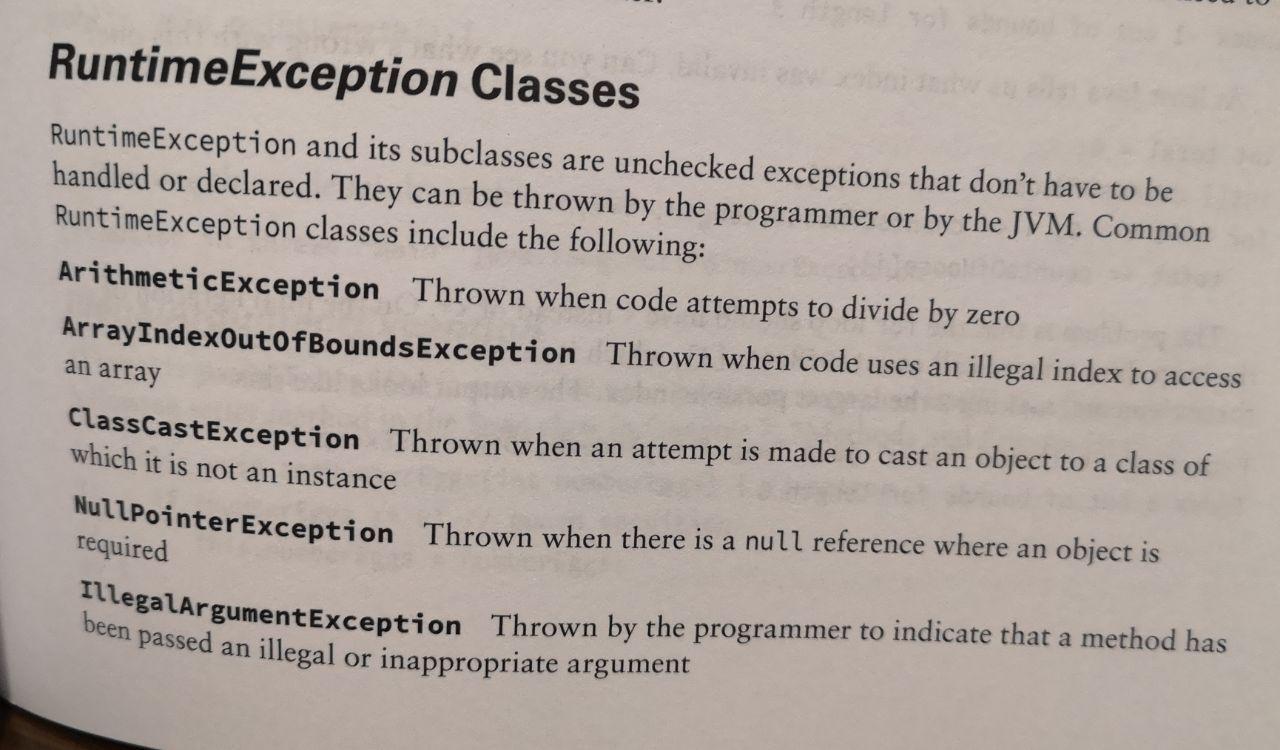 RuntimeException Classes
RuntimeException and its subclasses are unchecked exceptions that don't have to be
handled or declared. They can be thrown by the programmer or by the JVM. Common
RuntimeException classes include the following:
ArithmeticException Thrown when code attempts to divide by zero
ArrayIndexOutOfBoundsException Thrown when code uses an illegal index to access
an array
ClassCastException Thrown when an attempt is made to cast an object to a class of
which it is not an instance
NullPointerException Thrown when there is a null reference where an object is
required
IllegalArgumentException Thrown by the programmer to indicate that a method has
been passed an illegal or inappropriate argument